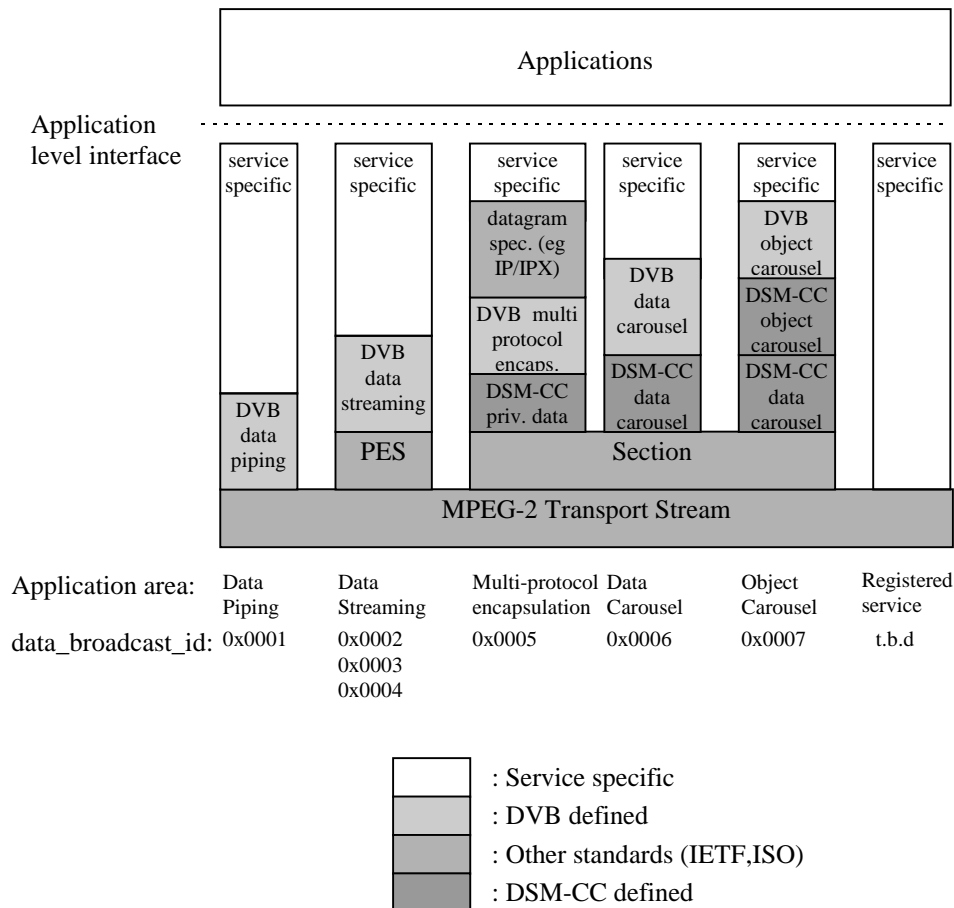 Applications
Application
level interface
service
specific
service
specific
service
specific
service
specific
service
specific
service
specific
DVB
data
piping
DVB
data
streaming
PES
datagram
spec. (eg
IP/IPX)
DVB multi
protocol
encaps.
DSM-CC
priv. data
DVB
data
carousel
DSM-CC
data
carousel
DVB
object
carousel
DSM-CC
object
carousel
DSM-CC
data
carousel
Section
MPEG-2 Transport Stream
Application area:
Data
Piping
Data
Streaming
Multi-protocol
encapsulation
Data
Carousel
Object
Carousel
Registered
service
data_broadcast_id:
0x0001
0x0002
0x0003
0x0004
0x0005
0x0006
0x0007
t.b.d
: Service specific
: DVB defined
: Other standards (IETF,ISO)
: DSM-CC defined